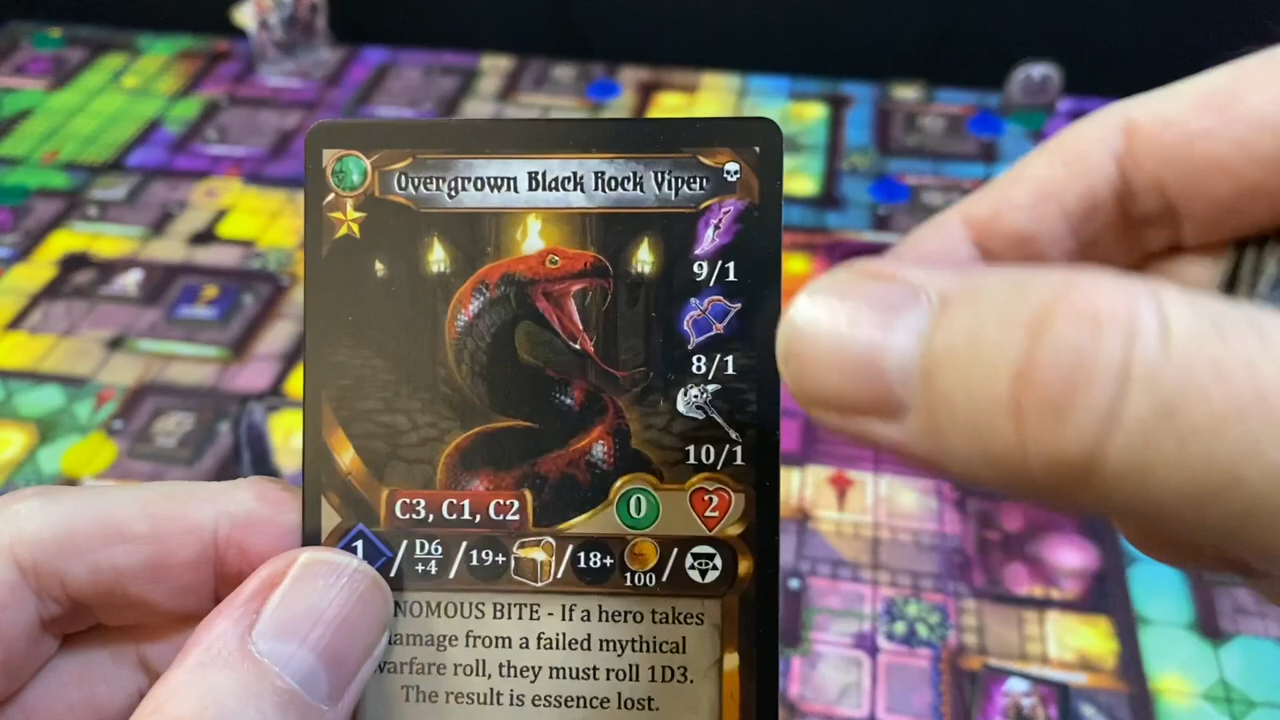 Overgrown Black Rock Viper
9/1
8/1
10/1
C3, C1, C2
0
2
1 / D6 +4 / 19+ / 18+ 100 /
NOMOUS BITE - If a hero takes
damage from a failed mythical
warfare roll, they must roll 1D3.
The result is essence lost.